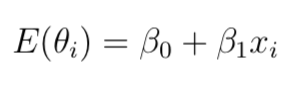 E(θᵢ) = β₀ + β₁xᵢ